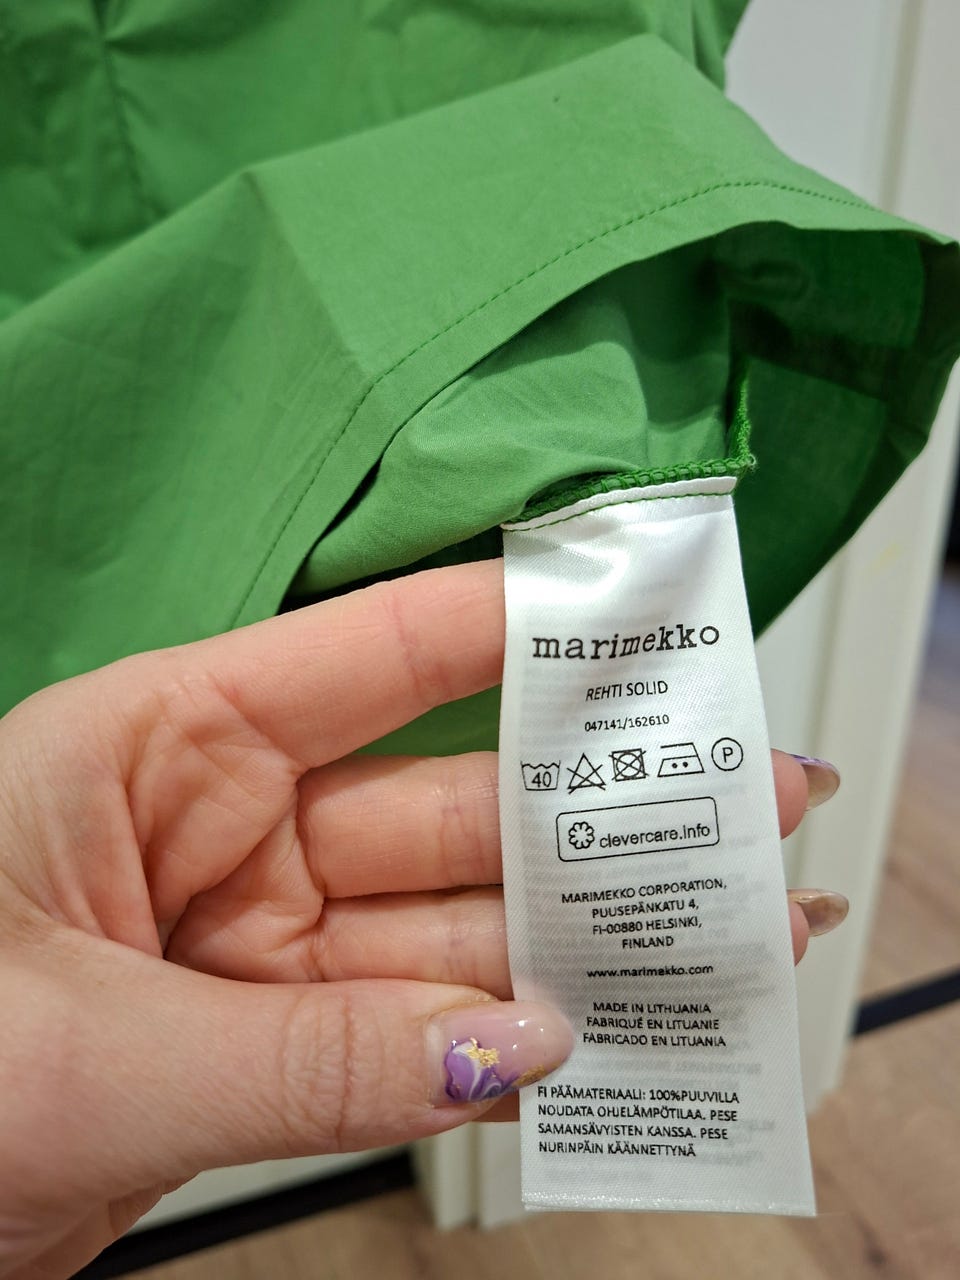 marimekko
REHTI SOLID
047141/162610
40 P
clevercare.info
MARIMEKKO CORPORATION,
PUUSEPÄNKATU 4,
FI-00880 HELSINKI,
FINLAND
www.marimekko.com
MADE IN LITHUANIA
FABRIQUÉ EN LITUANIE
FABRICADO EN LITUANIA
FI PÄÄMATERIAALI: 100%PUUVILLA
NOUDATA OHJELÄMPÖTILAA. PESE
SAMANSÄVYISTEN KANSSA. PESE
NURINPÄIN KÄÄNNETTYNÄ